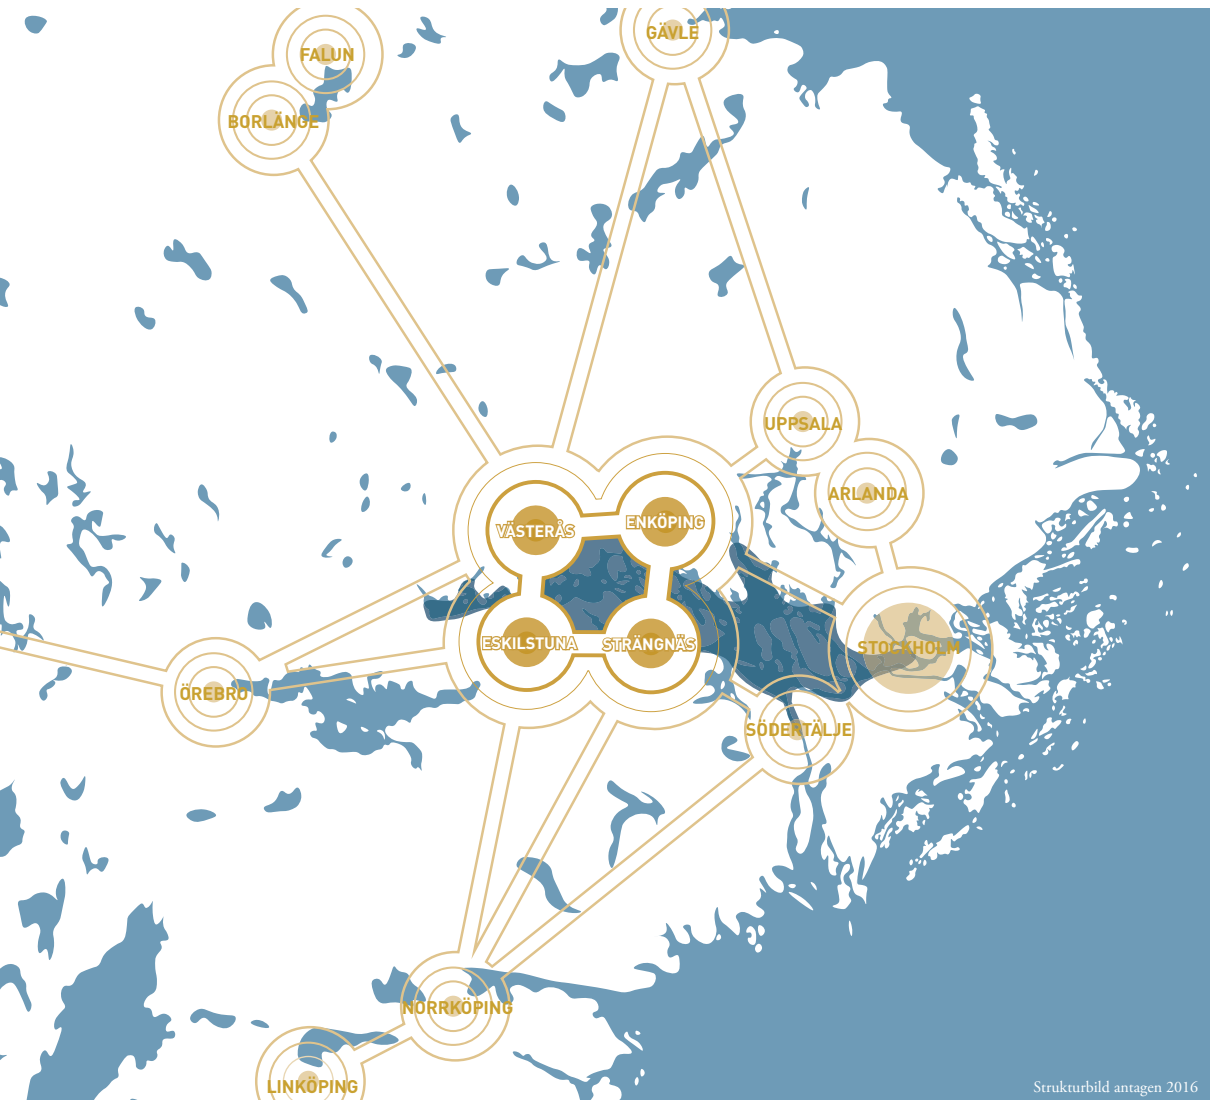 GÄVLE
FALUN
BORLÄNGE
UPPSALA
ARLANDA
VÄSTERÅS
ENKÖPING
ESKILSTUNA
STRÄNGNÄS
STOCKHOLM
ÖREBRO
SÖDERTÄLJE
NORRKÖPING
LINKÖPING
Strukturbild antagen 2016